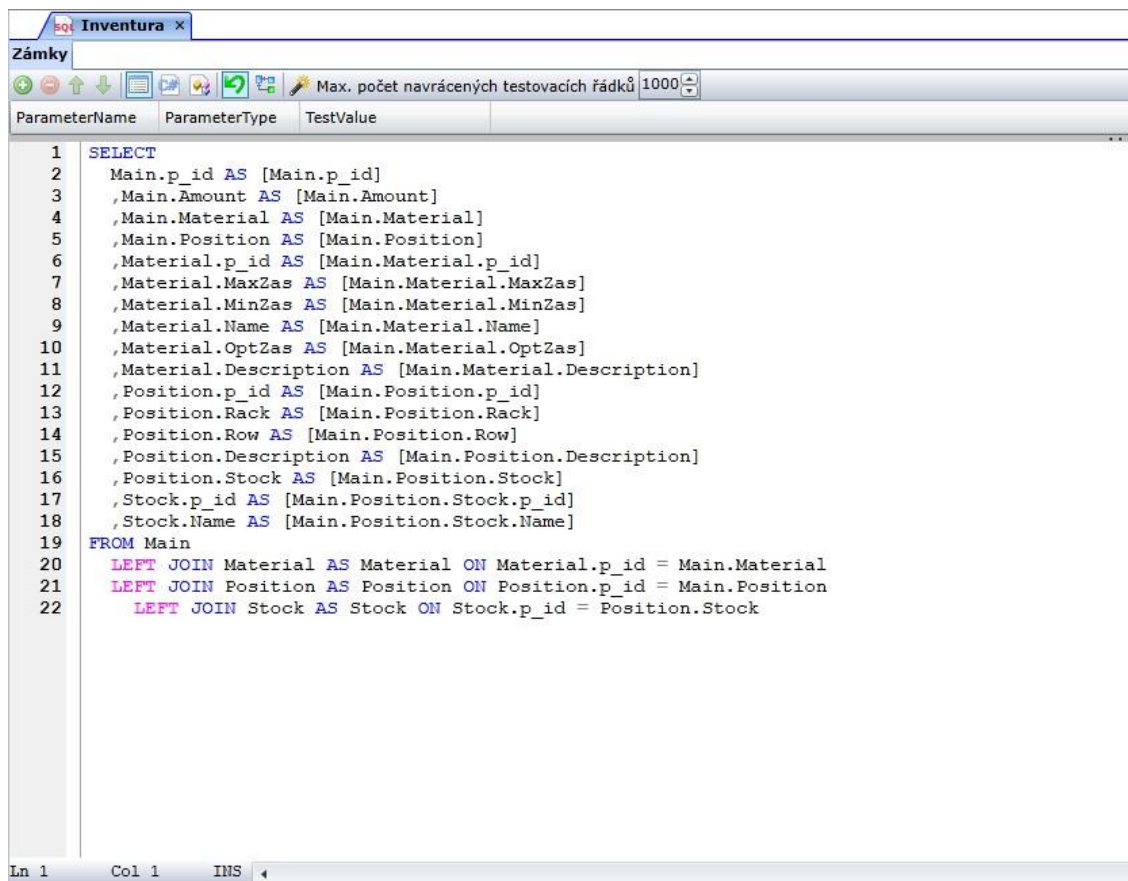 SQL Inventura ×
Zámky
C# Max. počet navrácených testovacích řádků 1000
ParameterName ParameterType TestValue
1 SELECT
2 Main.p_id AS [Main.p_id]
3 ,Main.Amount AS [Main.Amount]
4 ,Main.Material AS [Main.Material]
5 ,Main.Position AS [Main.Position]
6 ,Material.p_id AS [Main.Material.p_id]
7 ,Material.MaxZas AS [Main.Material.MaxZas]
8 ,Material.MinZas AS [Main.Material.MinZas]
9 ,Material.Name AS [Main.Material.Name]
10 ,Material.OptZas AS [Main.Material.OptZas]
11 ,Material.Description AS [Main.Material.Description]
12 ,Position.p_id AS [Main.Position.p_id]
13 ,Position.Rack AS [Main.Position.Rack]
14 ,Position.Row AS [Main.Position.Row]
15 ,Position.Description AS [Main.Position.Description]
16 ,Position.Stock AS [Main.Position.Stock]
17 ,Stock.p_id AS [Main.Position.Stock.p_id]
18 ,Stock.Name AS [Main.Position.Stock.Name]
19 FROM Main
20 LEFT JOIN Material AS Material ON Material.p_id = Main.Material
21 LEFT JOIN Position AS Position ON Position.p_id = Main.Position
22 LEFT JOIN Stock AS Stock ON Stock.p_id = Position.Stock
Ln 1 Col 1 INS